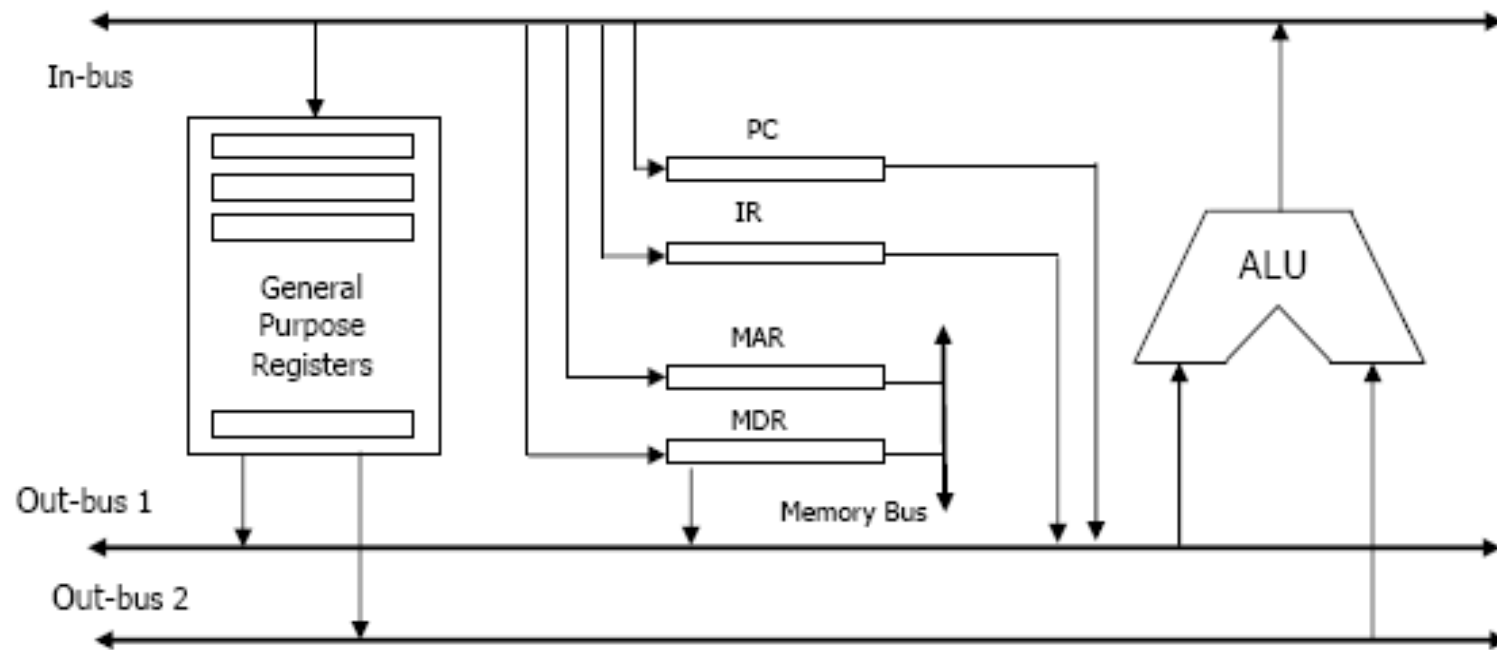 In-bus
PC
IR
General
Purpose
Registers
ALU
MAR
MDR
Out-bus 1
Memory Bus
Out-bus 2